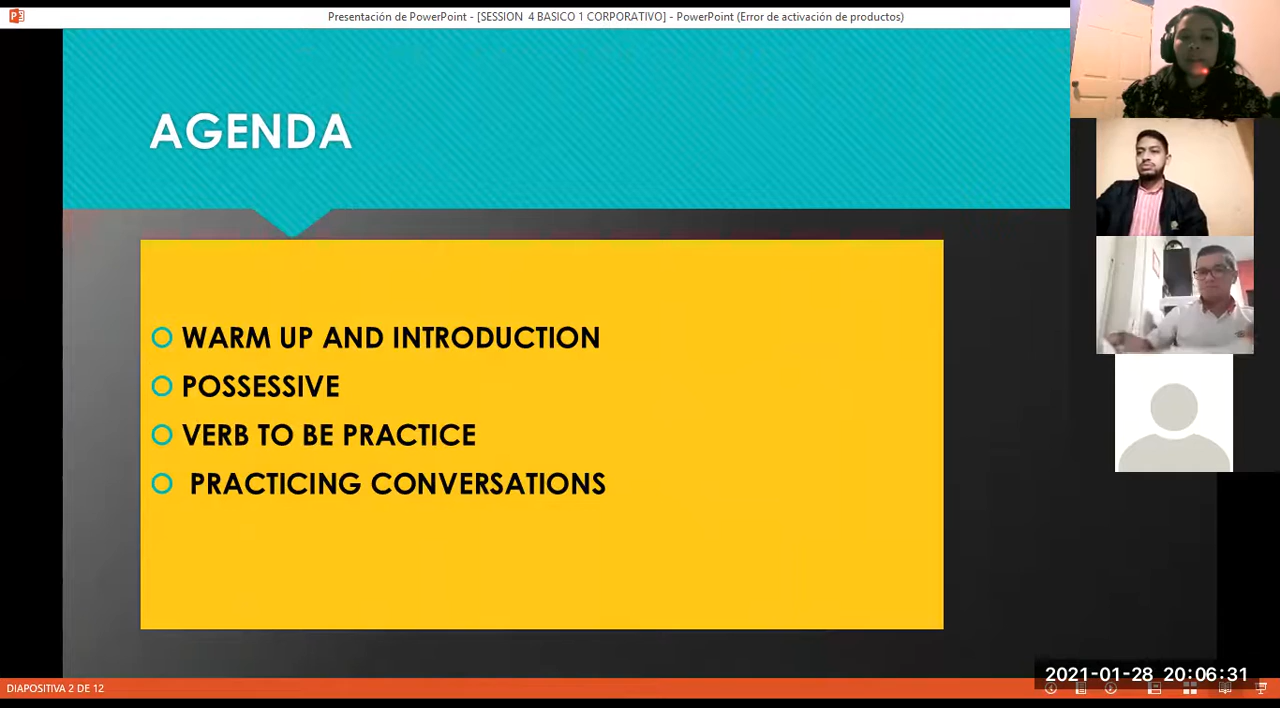 Presentación de PowerPoint - [SESSION  4 BASICO 1 CORPORATIVO] - PowerPoint (Error de activación de productos)
AGENDA
WARM UP AND INTRODUCTION
POSSESSIVE
VERB TO BE PRACTICE
PRACTICING CONVERSATIONS
2021-01-28 20:06:31
DIAPOSITIVA 2 DE 12